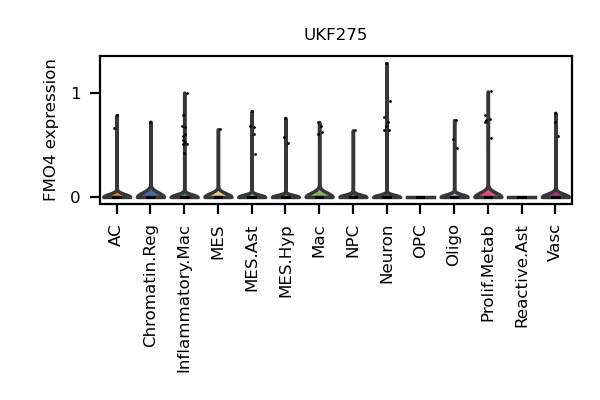 UKF275
FMO4 expression
1
0
AC
Chromatin.Reg
Inflammatory.Mac
MES
MES.Ast
MES.Hyp
Mac
NPC
Neuron
OPC
Oligo
Prolif.Metab
Reactive.Ast
Vasc